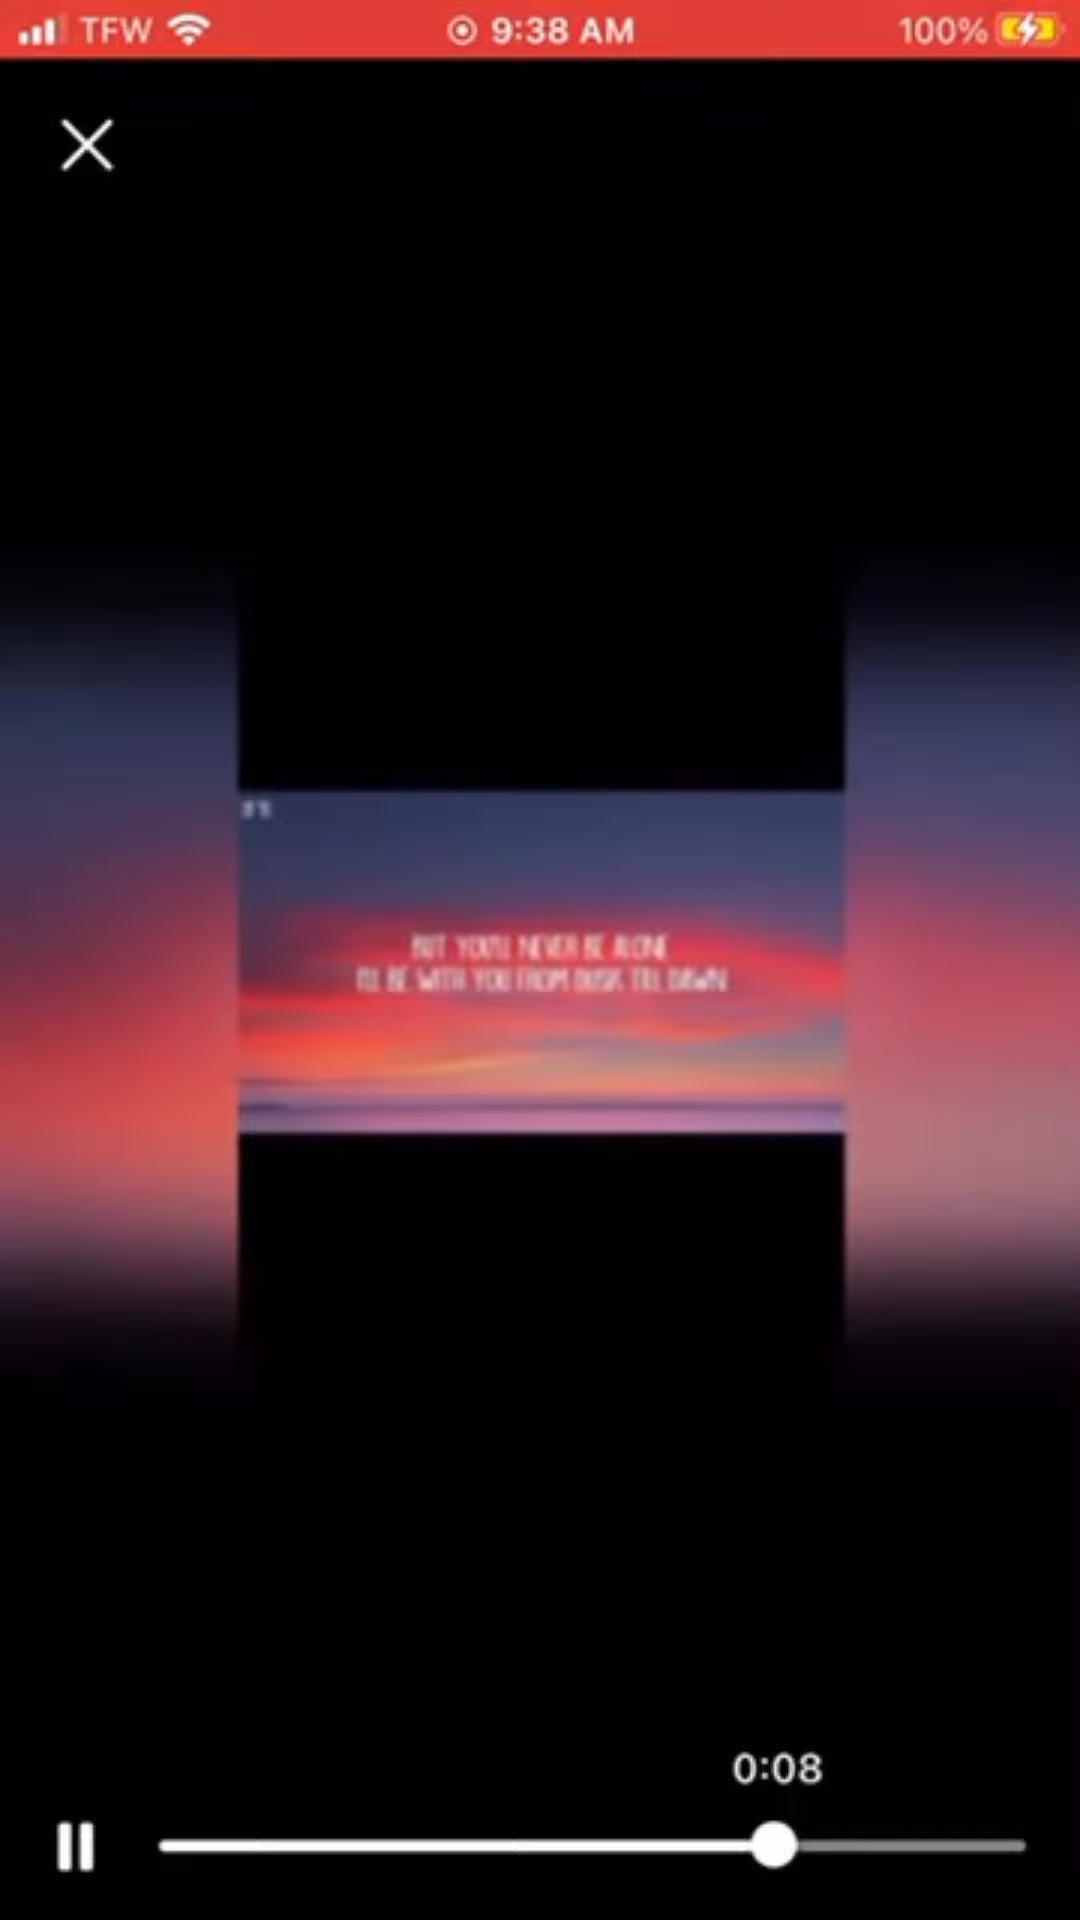 TFW 9:38 AM 100%
BUT YOU'LL NEVER BE ALONE
I'LL BE WITH YOU FROM DUSK TILL DAWN
0:08